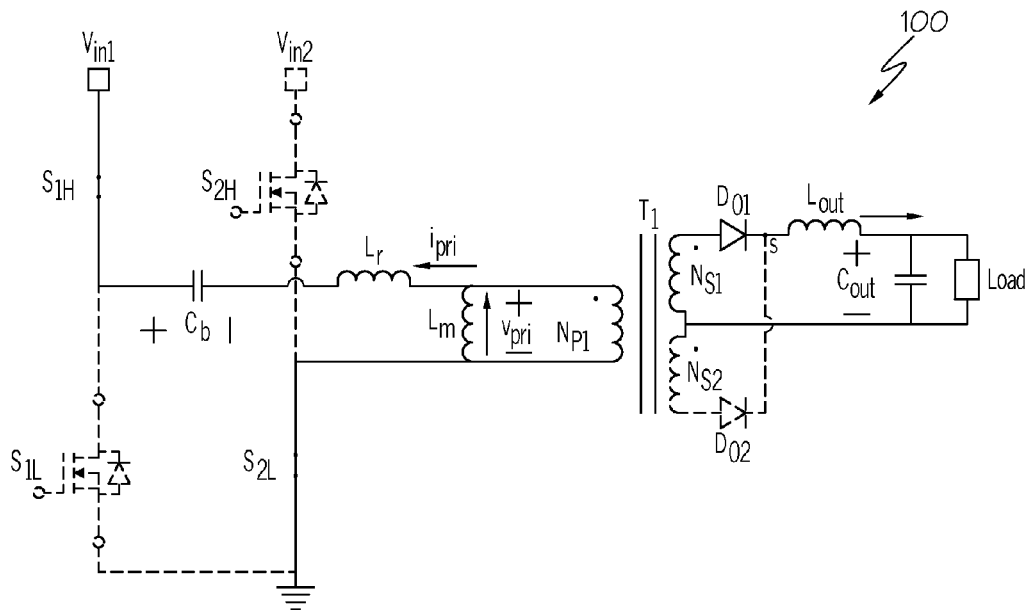 100
V_in1
V_in2
S_1H
S_2H
L_r
i_pri
T_1
D_O1
L_out
s
+
C_b
|
L_m
+
v_pri
−
N_P1
N_S1
+
C_out
−
Load
N_S2
D_O2
S_1L
S_2L